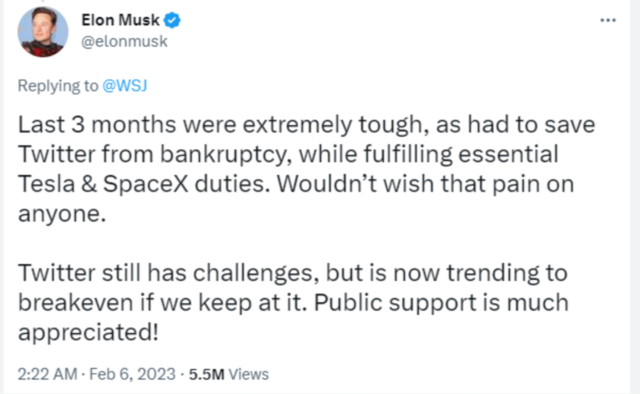 Elon Musk
@elonmusk
Replying to @WSJ
Last 3 months were extremely tough, as had to save
Twitter from bankruptcy, while fulfilling essential
Tesla & SpaceX duties. Wouldn’t wish that pain on
anyone.
Twitter still has challenges, but is now trending to
breakeven if we keep at it. Public support is much
appreciated!
2:22 AM · Feb 6, 2023 · 5.5M Views